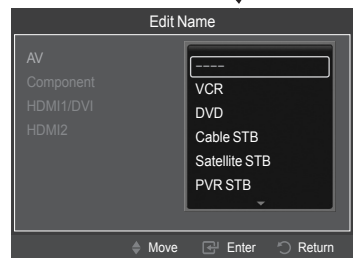 Edit Name
AV
Component
HDMI1/DVI
HDMI2
----
VCR
DVD
Cable STB
Satellite STB
PVR STB
Move Enter Return